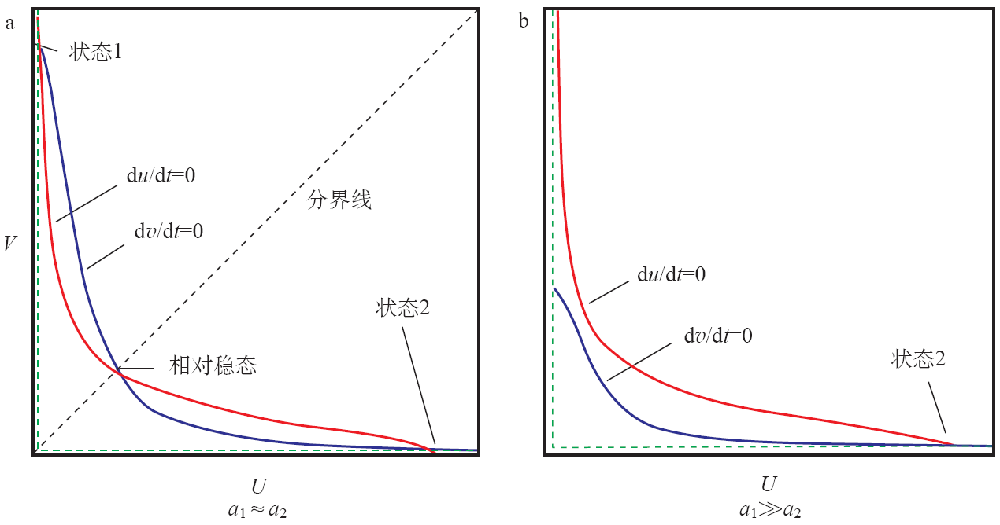 a
状态1
du/dt=0
dv/dt=0
分界线
V
状态2
相对稳态
U
a₁≈a₂
b
du/dt=0
dv/dt=0
状态2
U
a₁≫a₂